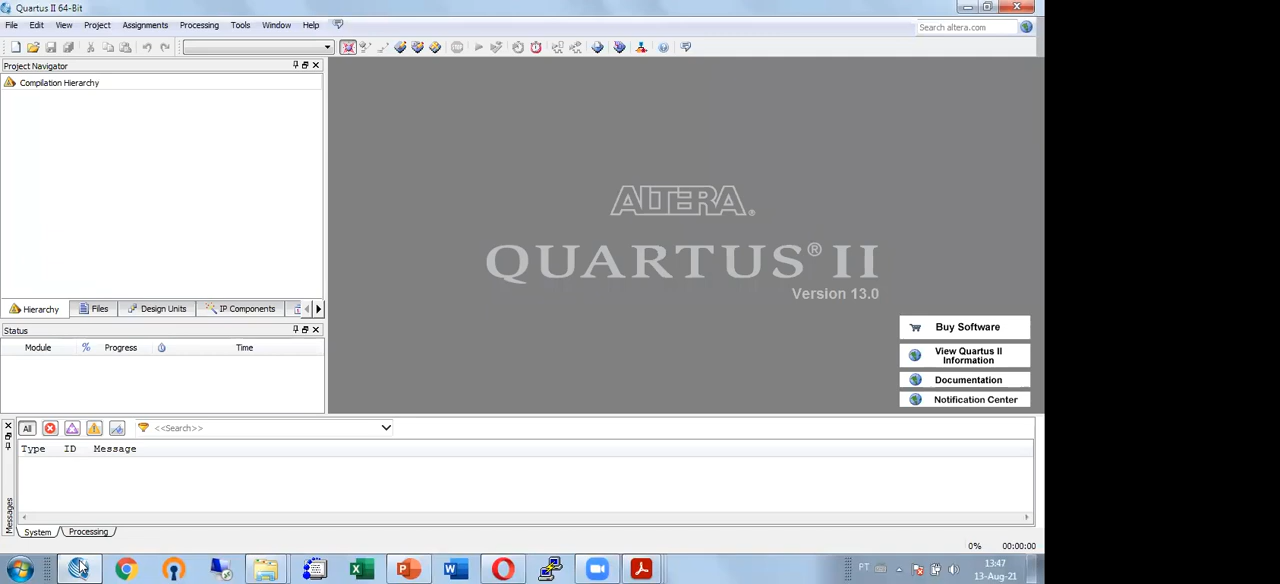 Quartus II 64-Bit
File Edit View Project Assignments Processing Tools Window Help
Search altera.com
Project Navigator
Compilation Hierarchy
Hierarchy Files Design Units IP Components
Status
Module % Progress Time
ALTERA®
QUARTUS® II
Version 13.0
Buy Software
View Quartus II
Information
Documentation
Notification Center
All <<Search>>
Type ID Message
Messages
System Processing
0% 00:00:00
PT
13:47
13-Aug-21